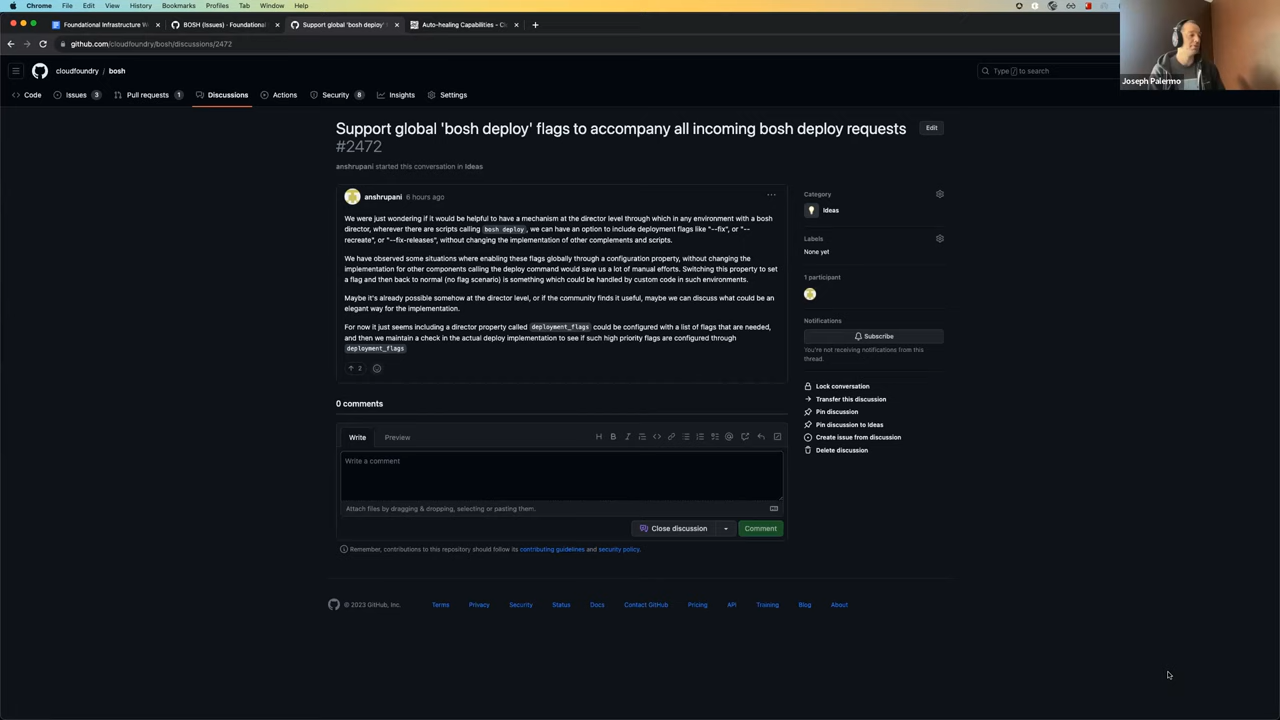 Chrome File Edit View History Bookmarks Profiles Tab Window Help
Foundational Infrastructure W
BOSH (Issues) · Foundational
Support global 'bosh deploy'
Auto-healing Capabilities - Cl
github.com/cloudfoundry/bosh/discussions/2472
cloudfoundry / bosh
Type / to search
Joseph Palermo
Code
Issues 3
Pull requests 1
Discussions
Actions
Security 8
Insights
Settings
Support global 'bosh deploy' flags to accompany all incoming bosh deploy requests
#2472
Edit
anshrupani started this conversation in Ideas
anshrupani 6 hours ago
We were just wondering if it would be helpful to have a mechanism at the director level through which in any environment with a bosh
director, wherever there are scripts calling bosh deploy, we can have an option to include deployment flags like "--fix", or "--
recreate", or "--fix-releases", without changing the implementation of other complements and scripts.
We have observed some situations where enabling these flags globally through a configuration property, without changing the
implementation for other components calling the deploy command would save us a lot of manual efforts. Switching this property to set
a flag and then back to normal (no flag scenario) is something which could be handled by custom code in such environments.
Maybe it's already possible somehow at the director level, or if the community finds it useful, maybe we can discuss what could be an
elegant way for the implementation.
For now it just seems including a director property called deployment_flags could be configured with a list of flags that are needed,
and then we maintain a check in the actual deploy implementation to see if such high priority flags are configured through
deployment_flags
2
Category
Ideas
Labels
None yet
1 participant
Notifications
Subscribe
You're not receiving notifications from this
thread.
Lock conversation
Transfer this discussion
Pin discussion
Pin discussion to Ideas
Create issue from discussion
Delete discussion
0 comments
Write
Preview
Write a comment
Attach files by dragging & dropping, selecting or pasting them.
Close discussion
Comment
Remember, contributions to this repository should follow its contributing guidelines and security policy.
© 2023 GitHub, Inc.
Terms
Privacy
Security
Status
Docs
Contact GitHub
Pricing
API
Training
Blog
About